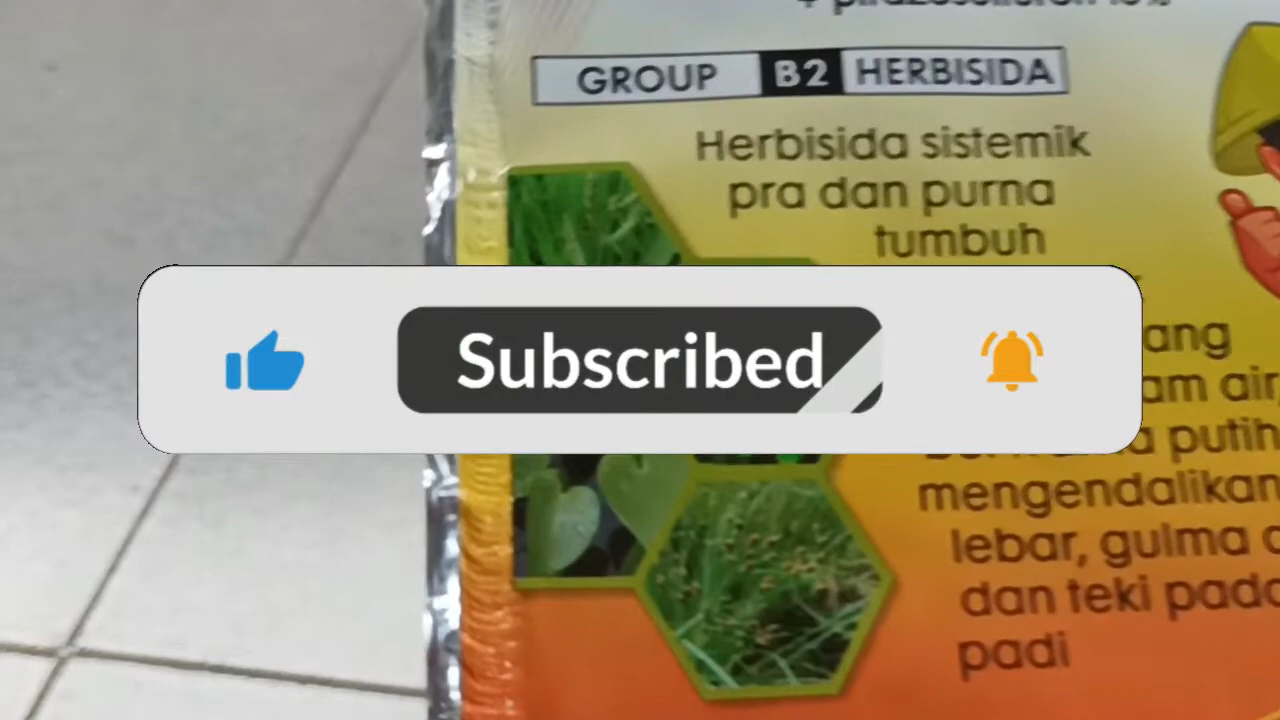 GROUP B2 HERBISIDA
Herbisida sistemik
pra dan purna
tumbuh
ang
am air,
Subscribed
putih
mengendalikan
lebar, gulma
dan teki pada
padi